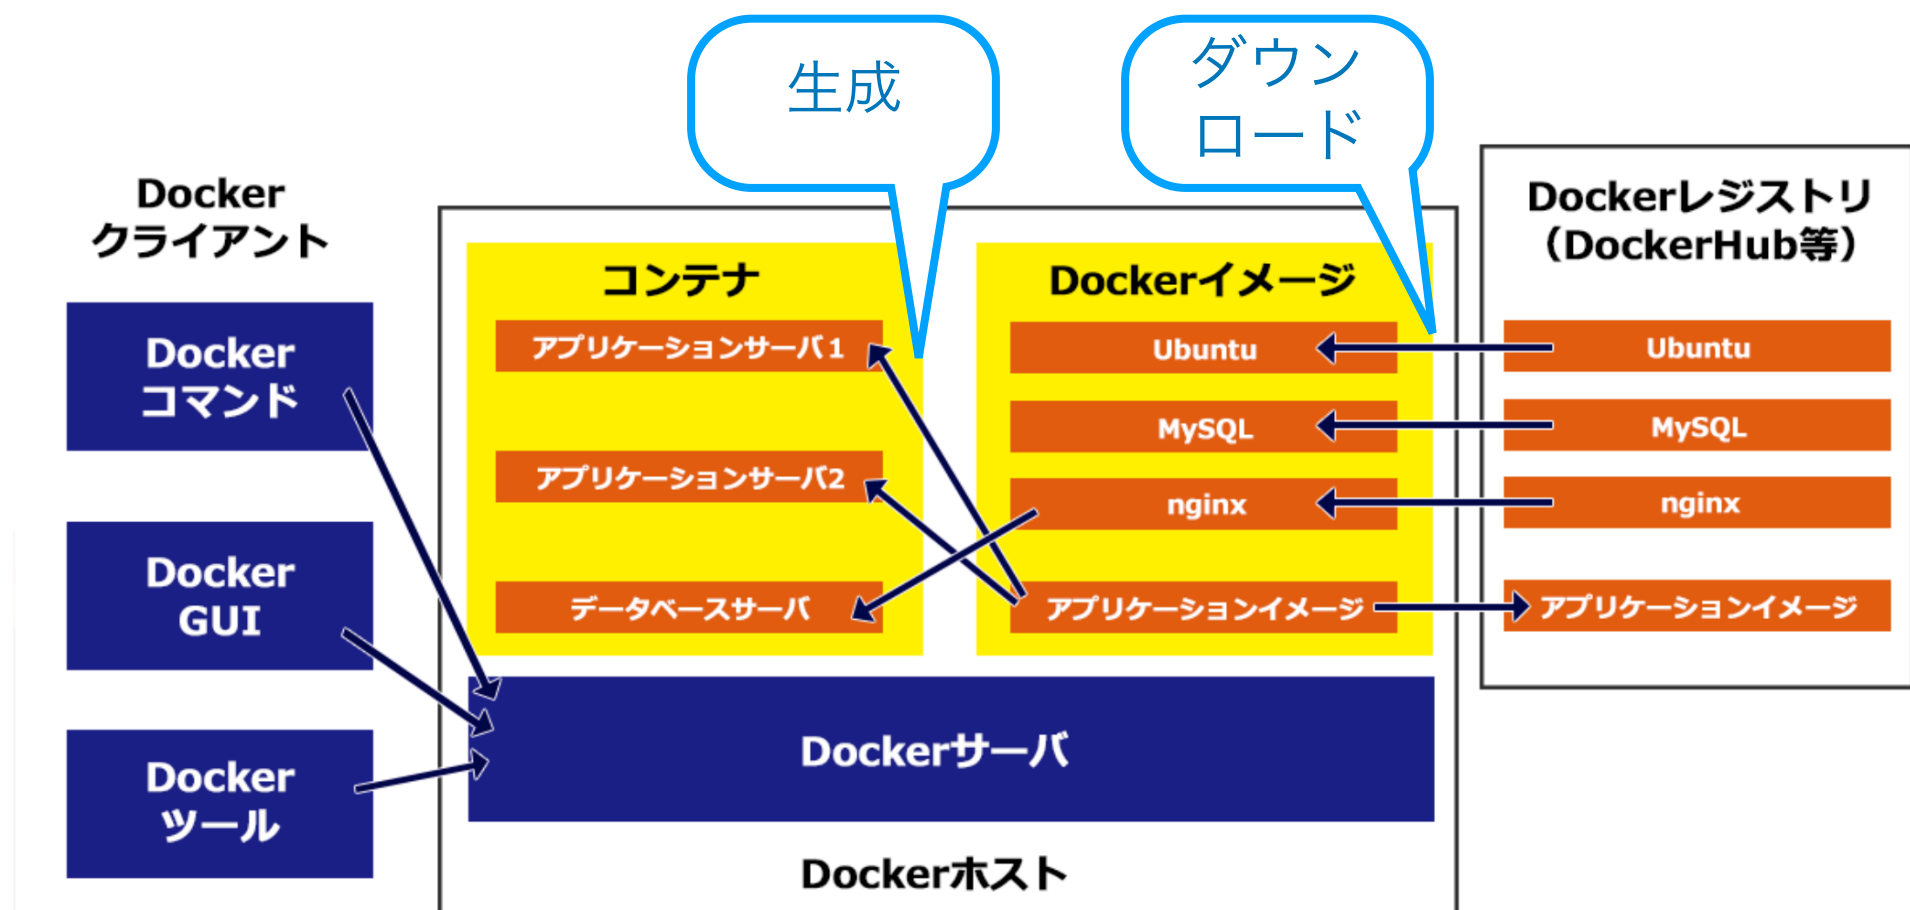 生成
ダウン
ロード
Docker
クライアント
Docker
コマンド
Docker
GUI
Docker
ツール
コンテナ
アプリケーションサーバ1
アプリケーションサーバ2
データベースサーバ
Dockerイメージ
Ubuntu
MySQL
nginx
アプリケーションイメージ
Dockerサーバ
Dockerホスト
Dockerレジストリ
（DockerHub等）
Ubuntu
MySQL
nginx
アプリケーションイメージ